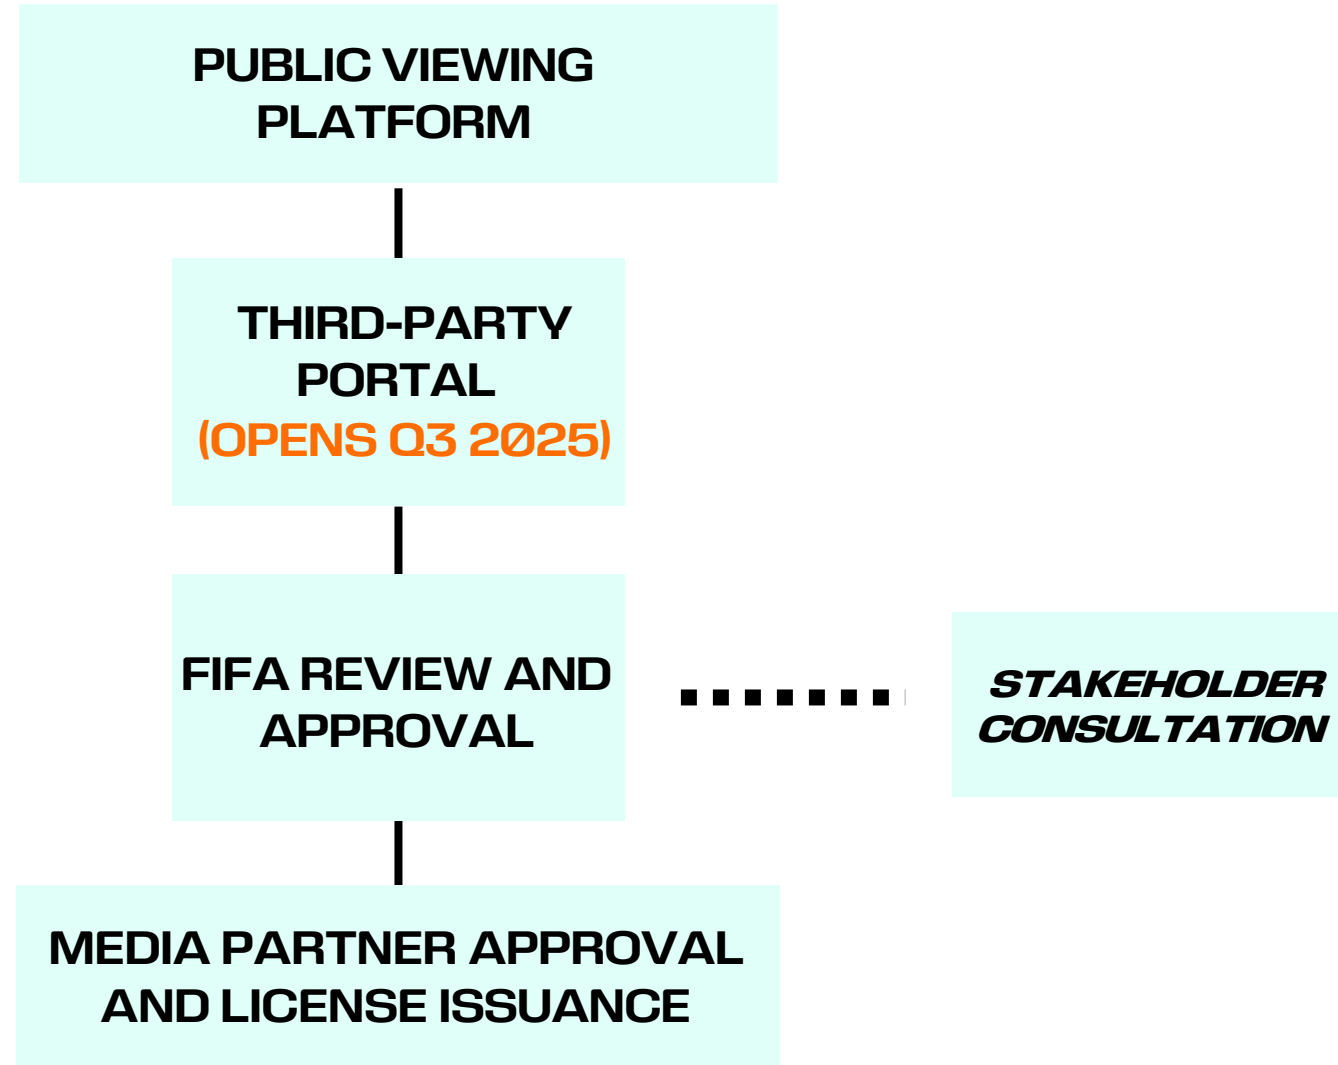 PUBLIC VIEWING
PLATFORM
THIRD-PARTY
PORTAL
(OPENS Q3 2025)
FIFA REVIEW AND
APPROVAL
STAKEHOLDER
CONSULTATION
MEDIA PARTNER APPROVAL
AND LICENSE ISSUANCE